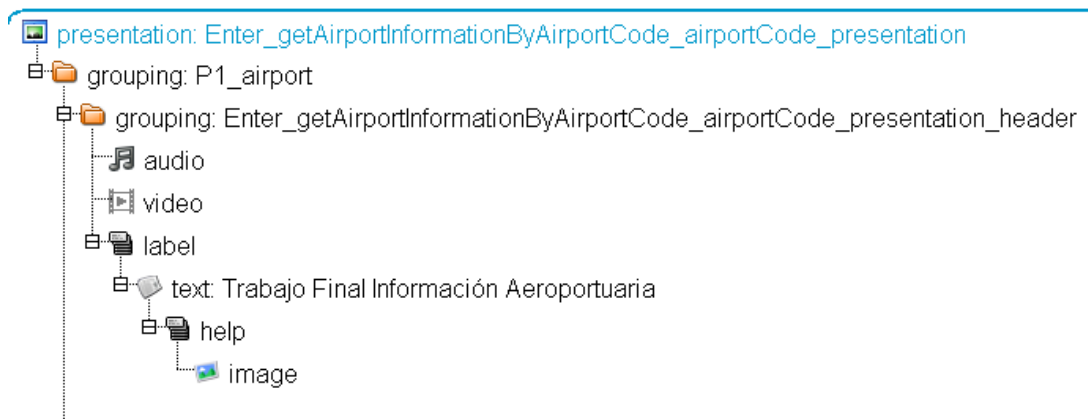 presentation: Enter_getAirportInformationByAirportCode_airportCode_presentation
grouping: P1_airport
grouping: Enter_getAirportInformationByAirportCode_airportCode_presentation_header
audio
video
label
text: Trabajo Final Información Aeroportuaria
help
image